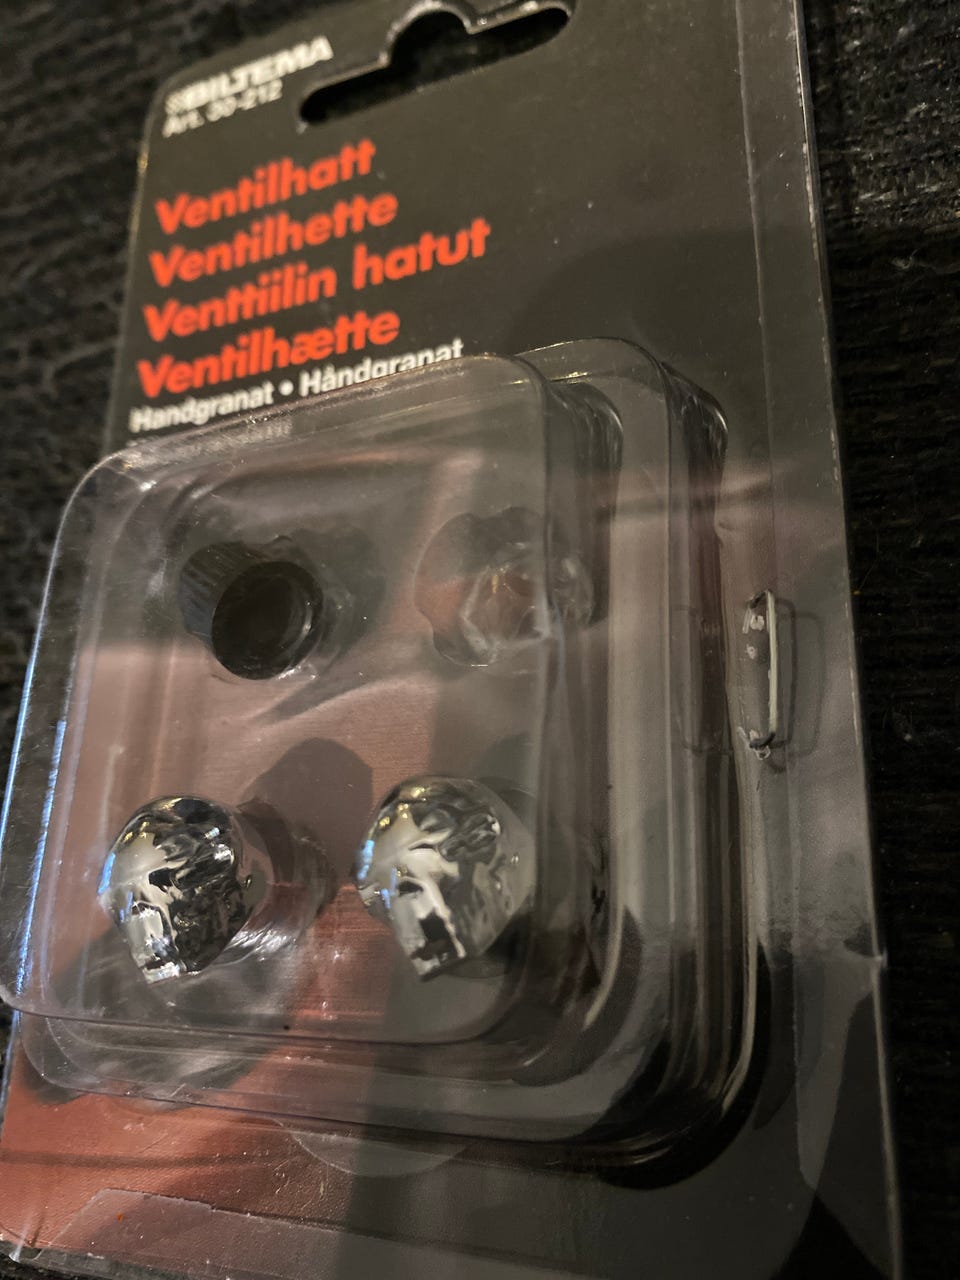 BILTEMA
Art. 30-212
Ventilhatt
Ventilhette
Venttiilin hatut
Ventilhætte
Handgranat • Håndgranat